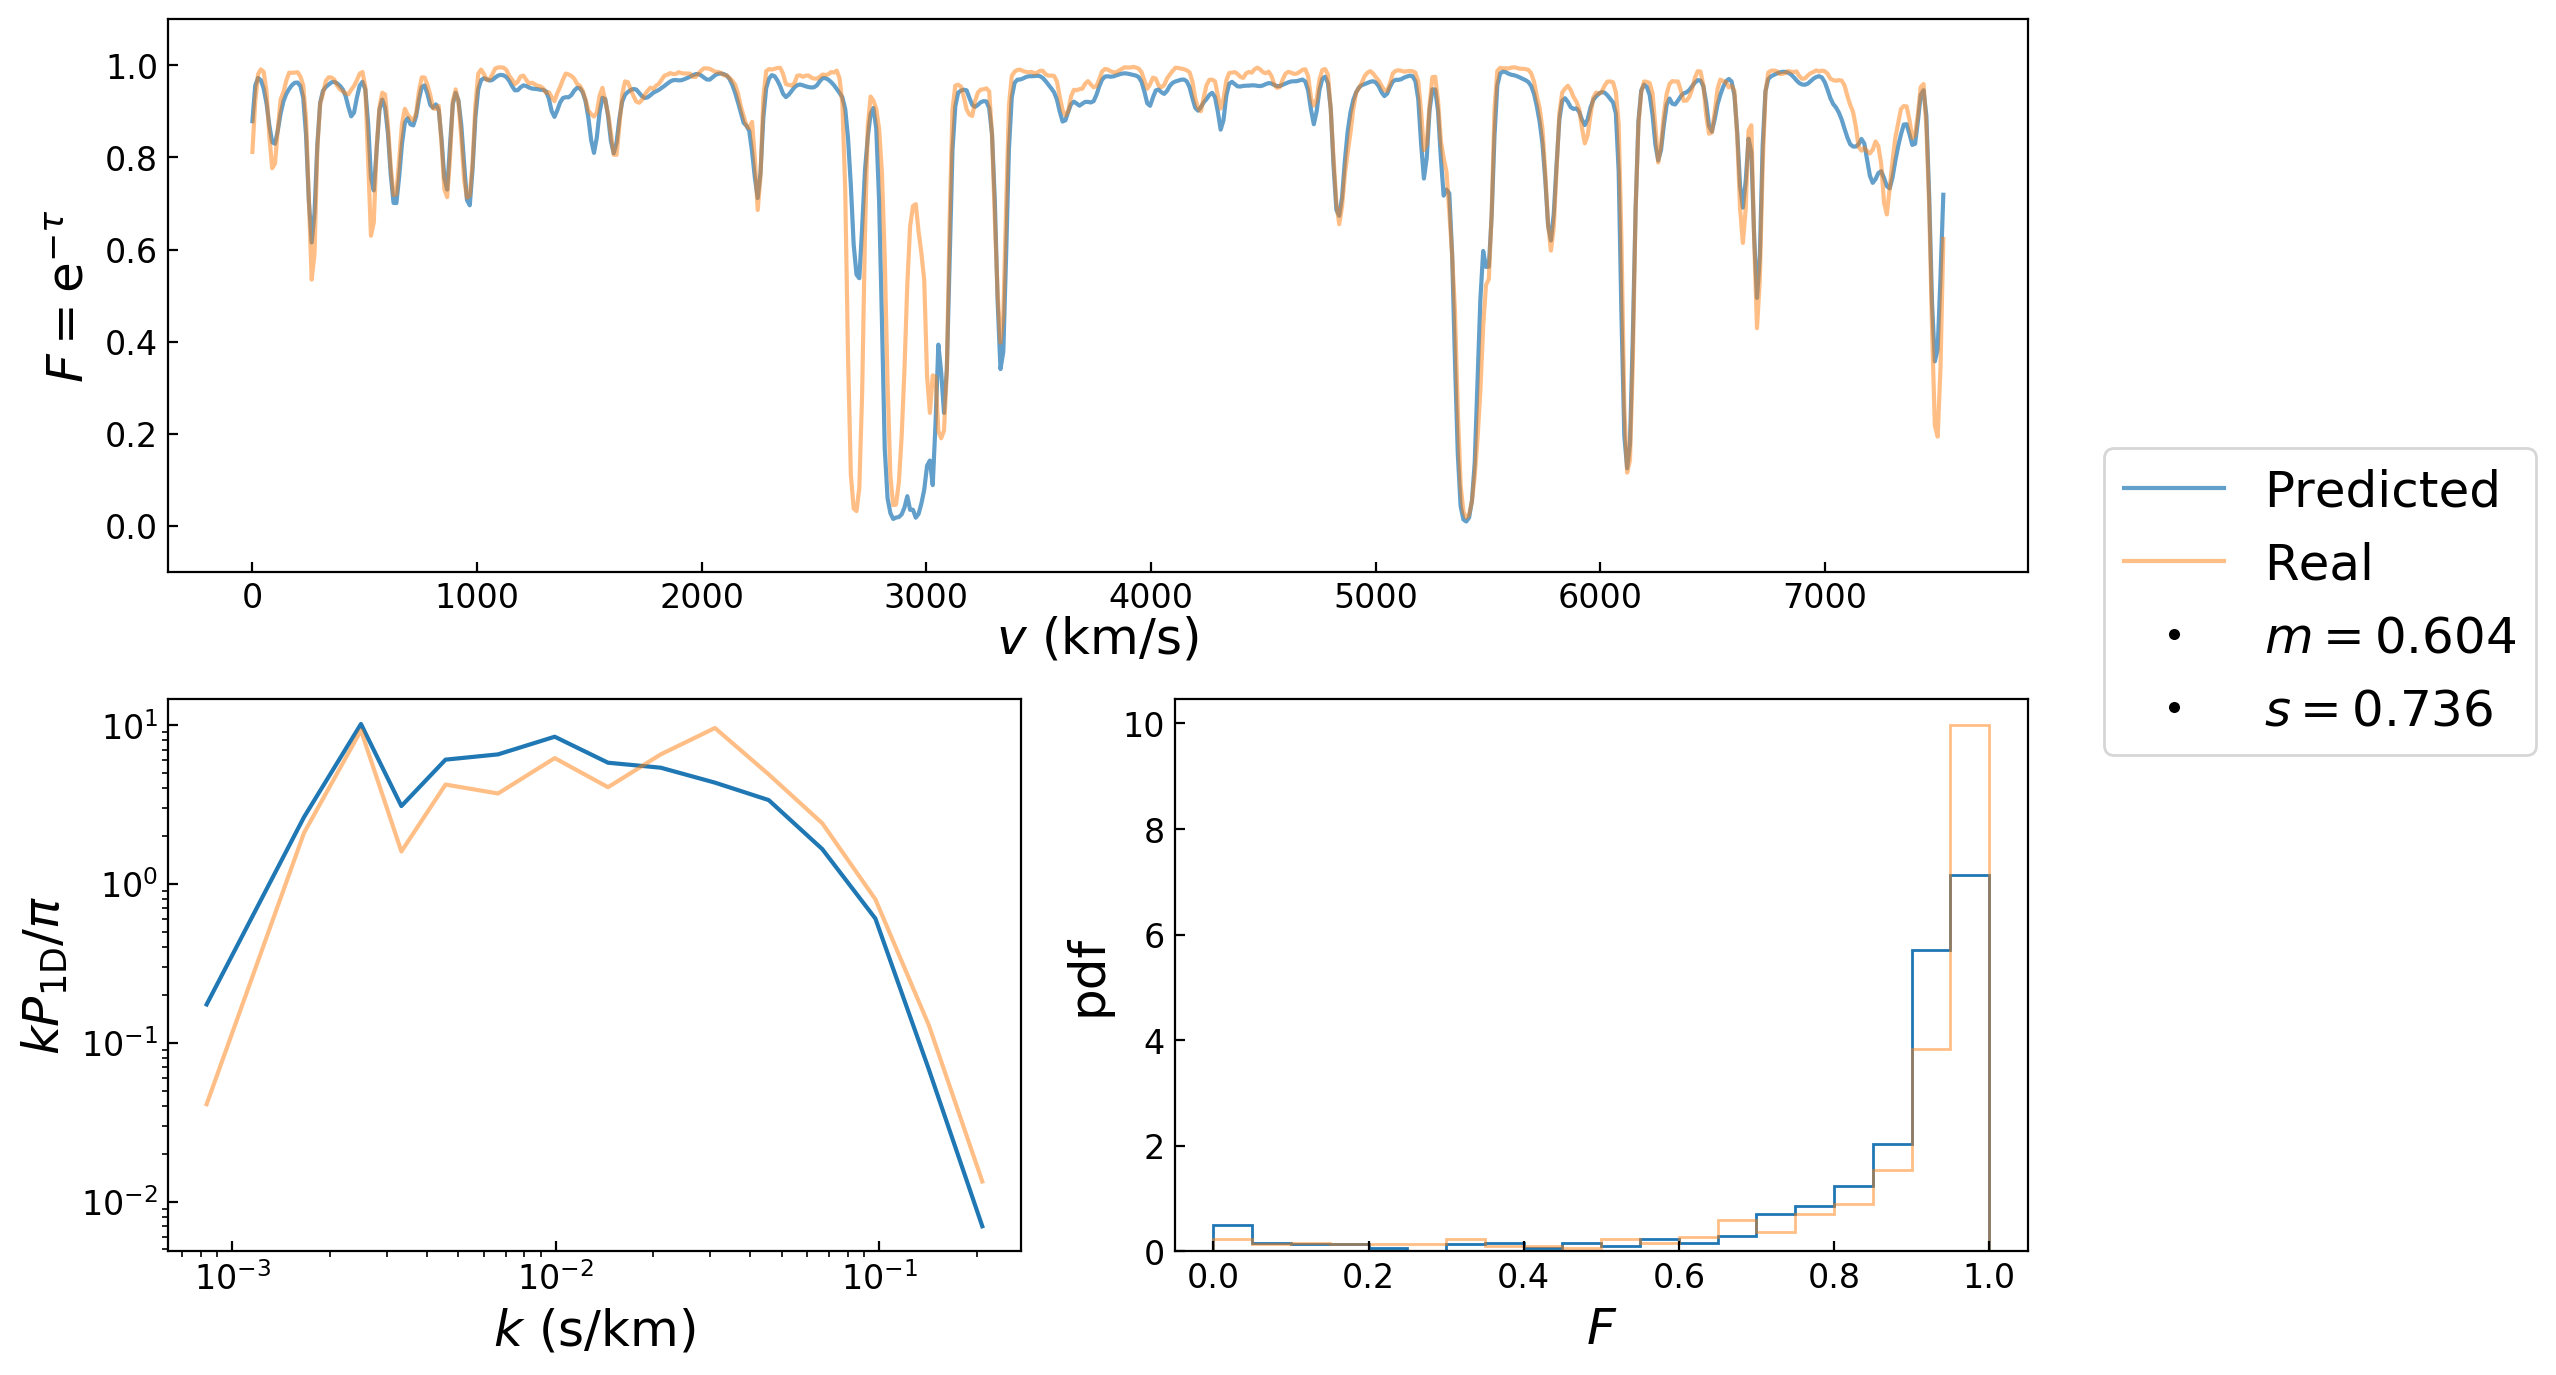 F = e^{−τ}
1.0
0.8
0.6
0.4
0.2
0.0
0 1000 2000 3000 4000 5000 6000 7000
v (km/s)
Predicted
Real
m = 0.604
s = 0.736
kP_{1D}/π
10^1
10^0
10^{−1}
10^{−2}
10^{−3} 10^{−2} 10^{−1}
k (s/km)
pdf
10
8
6
4
2
0
0.0 0.2 0.4 0.6 0.8 1.0
F